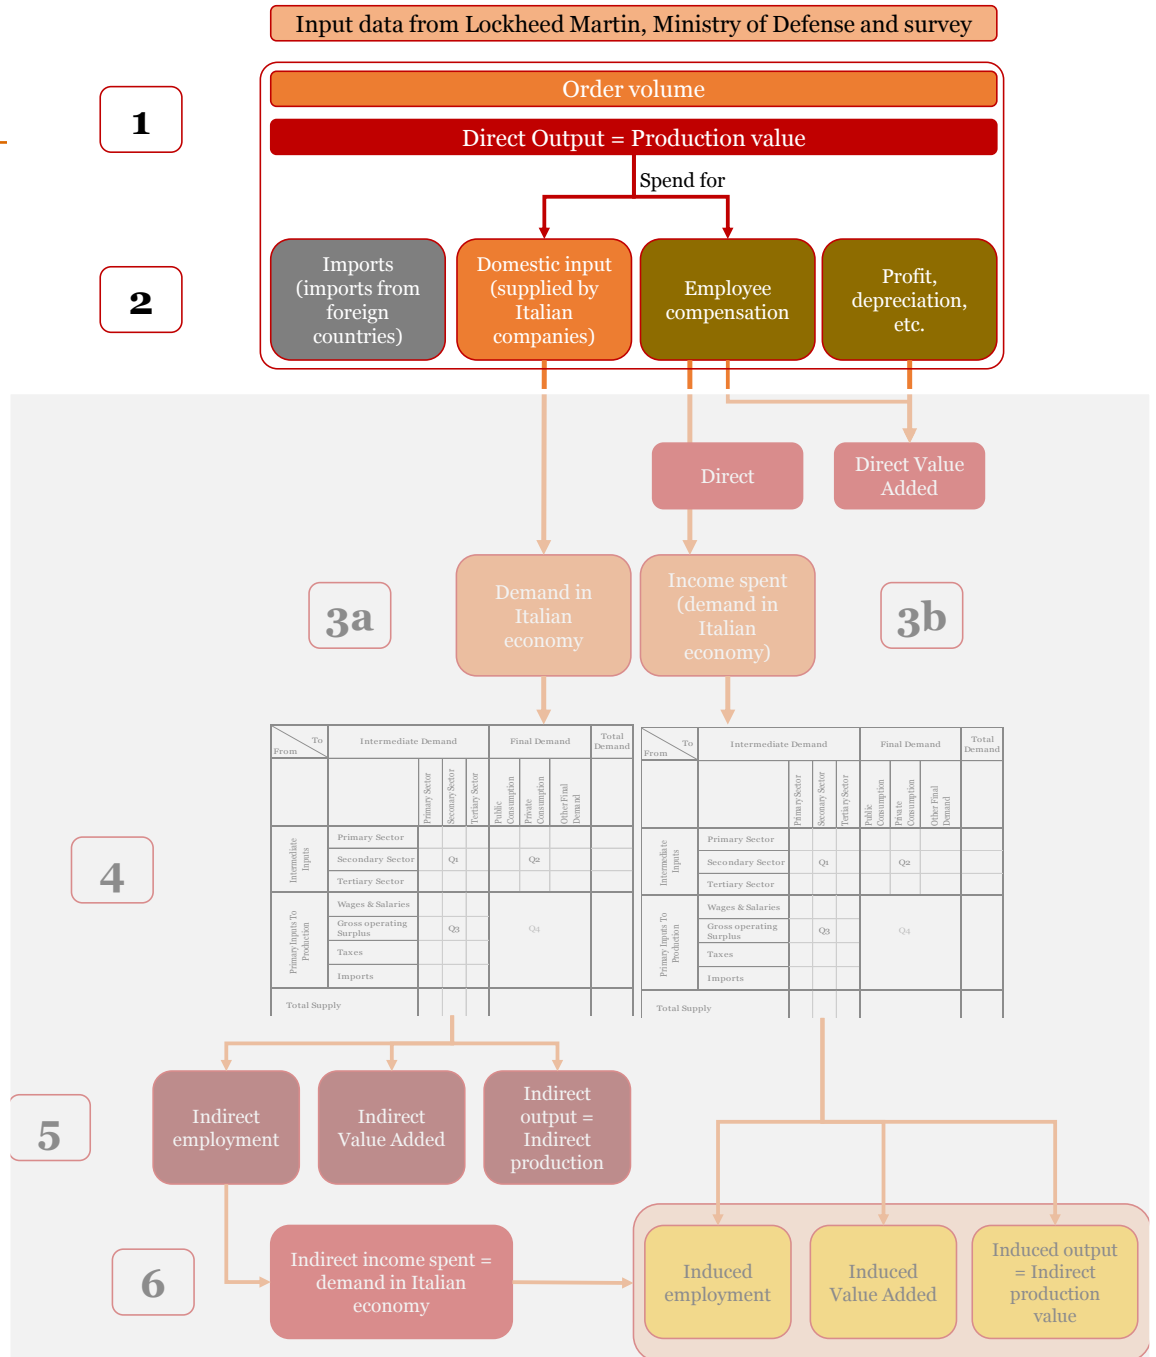 Input data from Lockheed Martin, Ministry of Defense and survey
1
Order volume
Direct Output = Production value
Spend for
2
Imports
(imports from
foreign
countries)
Domestic input
(supplied by
Italian
companies)
Employee
compensation
Profit,
depreciation,
etc.
Direct
Direct Value
Added
3a
Demand in
Italian
economy
Income spent
(demand in
Italian
economy)
3b
4
To
From
Intermediate Demand
Final Demand
Total
Demand
Primary Sector
Seconary Sector
Tertiary Sector
Public
Consumption
Private
Consumption
Other Final
Demand
Intermediate
Inputs
Primary Sector
Secondary Sector
Q1
Q2
Tertiary Sector
Primary Inputs To
Production
Wages & Salaries
Gross operating
Surplus
Q3
Q4
Taxes
Imports
Total Supply
To
From
Intermediate Demand
Final Demand
Total
Demand
Primary Sector
Seconary Sector
Tertiary Sector
Public
Consumption
Private
Consumption
Other Final
Demand
Intermediate
Inputs
Primary Sector
Secondary Sector
Q1
Q2
Tertiary Sector
Primary Inputs To
Production
Wages & Salaries
Gross operating
Surplus
Q3
Q4
Taxes
Imports
Total Supply
5
Indirect
employment
Indirect
Value Added
Indirect
output =
Indirect
production
6
Indirect income spent =
demand in Italian
economy
Induced
employment
Induced
Value Added
Induced output
= Indirect
production
value